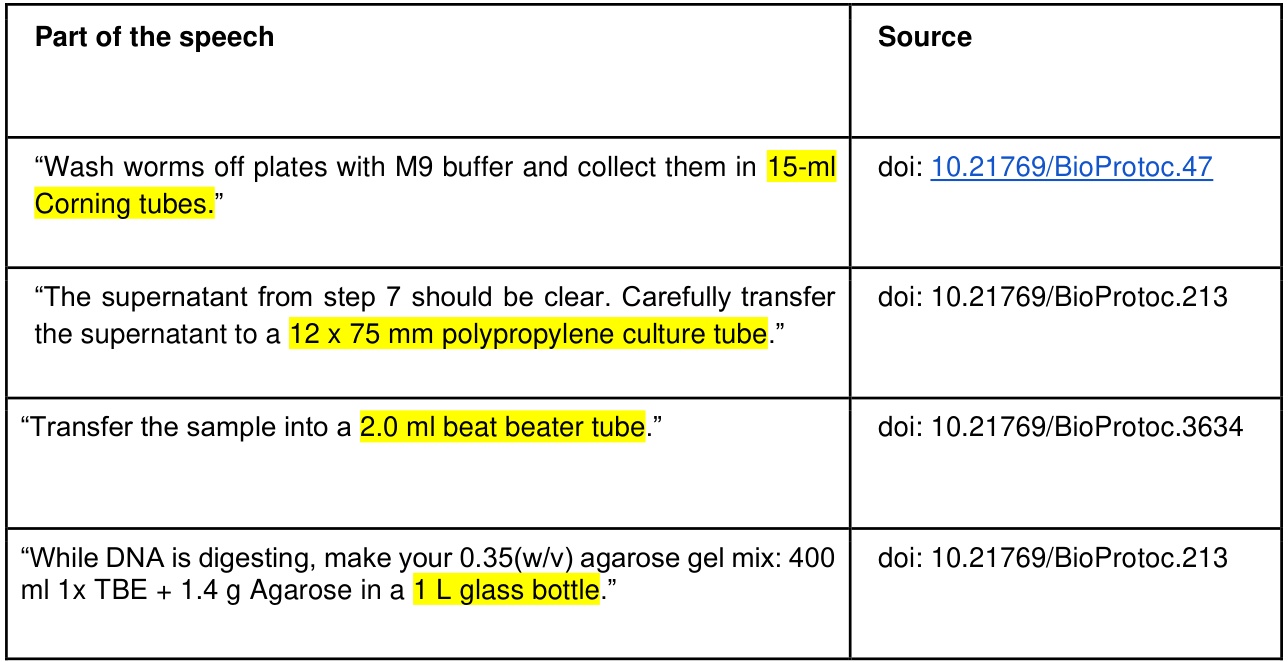 Part of the speech
Source
“Wash worms off plates with M9 buffer and collect them in 15-ml
Corning tubes.”
doi: 10.21769/BioProtoc.47
“The supernatant from step 7 should be clear. Carefully transfer
the supernatant to a 12 x 75 mm polypropylene culture tube.”
doi: 10.21769/BioProtoc.213
“Transfer the sample into a 2.0 ml beat beater tube.”
doi: 10.21769/BioProtoc.3634
“While DNA is digesting, make your 0.35(w/v) agarose gel mix: 400
ml 1x TBE + 1.4 g Agarose in a 1 L glass bottle.”
doi: 10.21769/BioProtoc.213